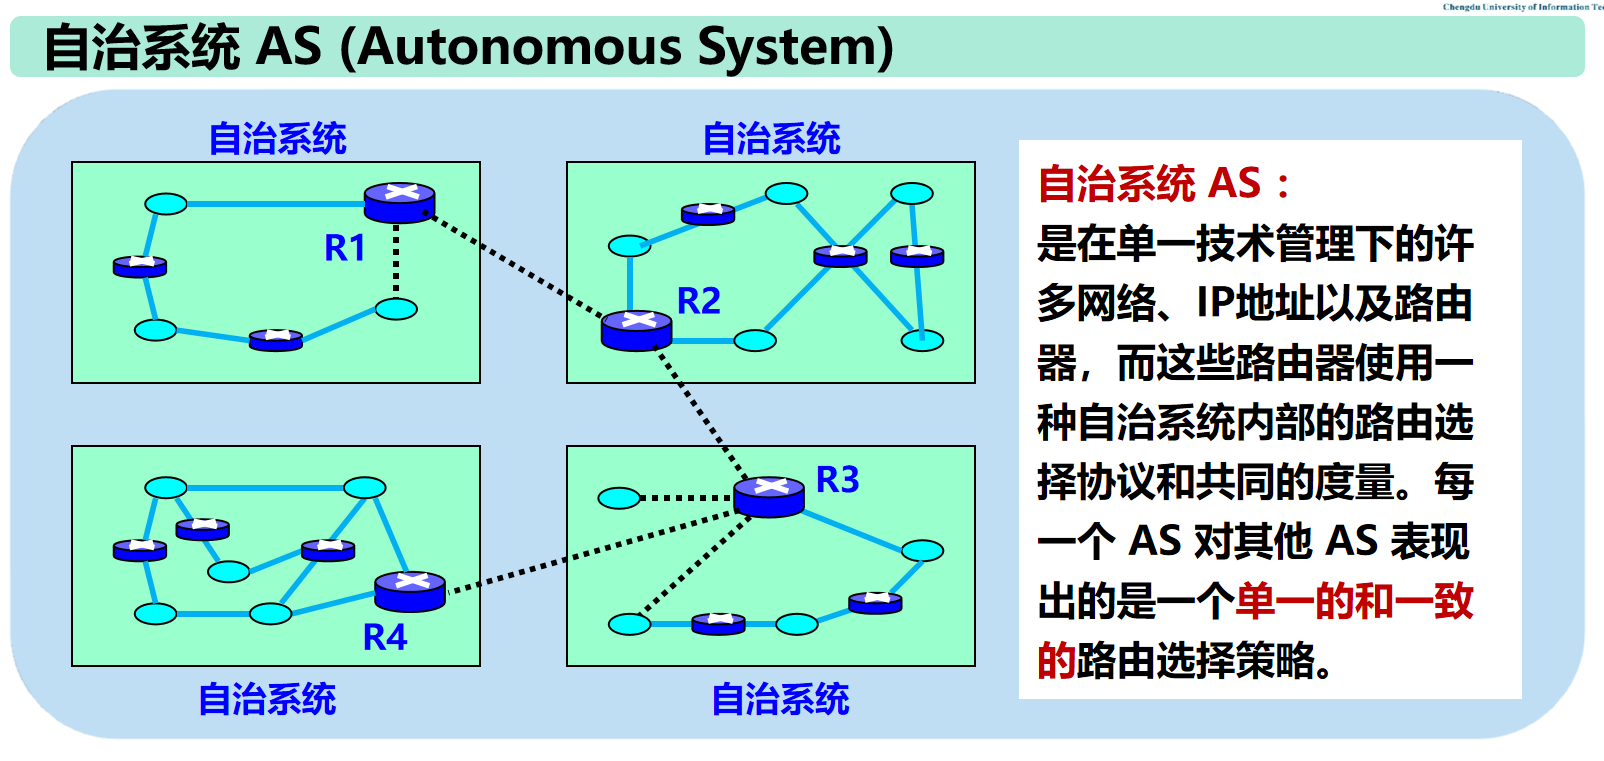 Chengdu University of Information Tec
自治系统 AS (Autonomous System)
自治系统
自治系统
R1
R2
自治系统 AS：
是在单一技术管理下的许
多网络、IP地址以及路由
器，而这些路由器使用一
种自治系统内部的路由选
择协议和共同的度量。每
一个 AS 对其他 AS 表现
出的是一个单一的和一致
的路由选择策略。
R3
R4
自治系统
自治系统